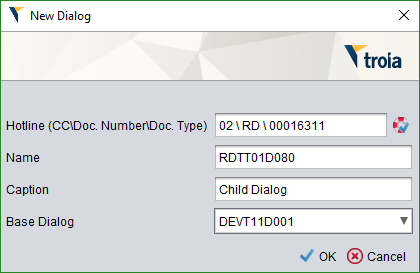 New Dialog
troia
Hotline (CC\Doc. Number\Doc. Type) 02 \ RD \ 00016311
Name RDTT01D080
Caption Child Dialog
Base Dialog DEVT11D001
OK Cancel